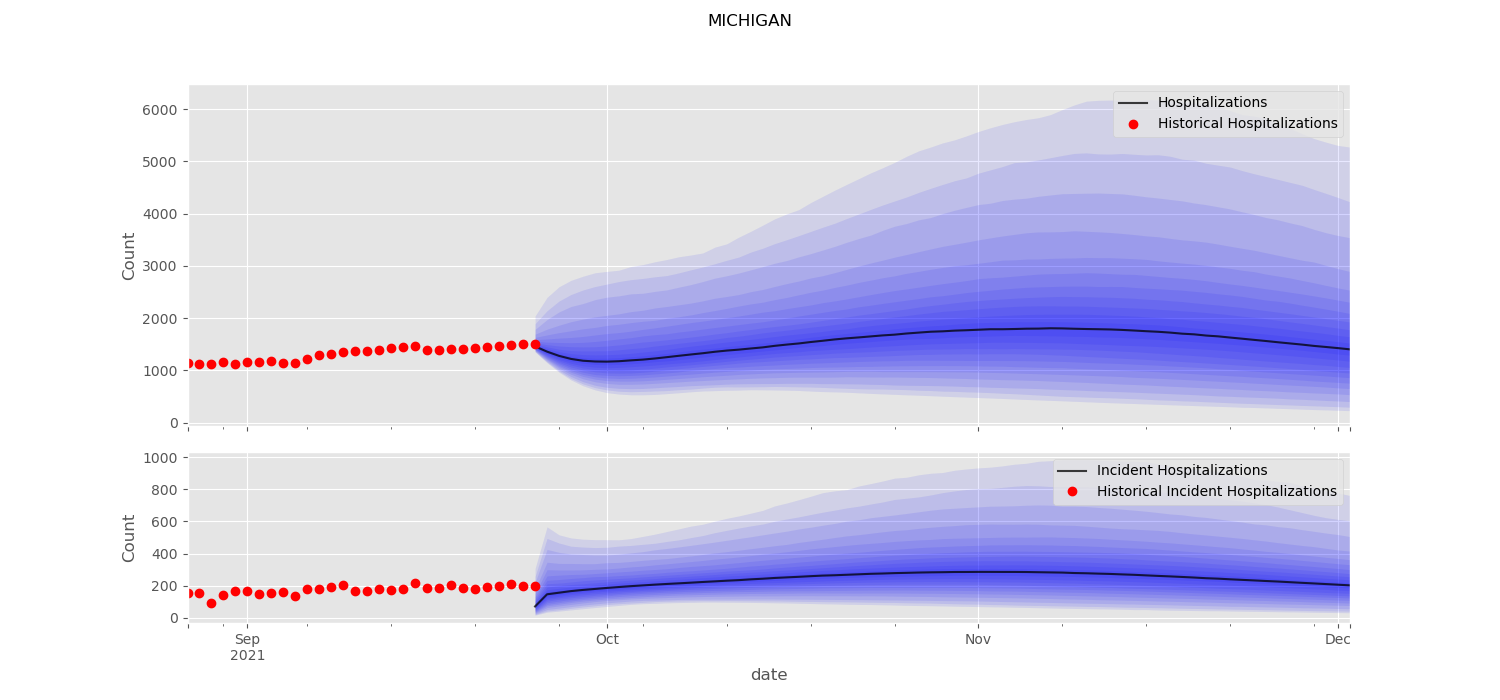 MICHIGAN
6000
5000
4000
3000
2000
1000
0
Count
Hospitalizations
Historical Hospitalizations
1000
800
600
400
200
0
Count
Incident Hospitalizations
Historical Incident Hospitalizations
Sep
2021
Oct
Nov
Dec
date